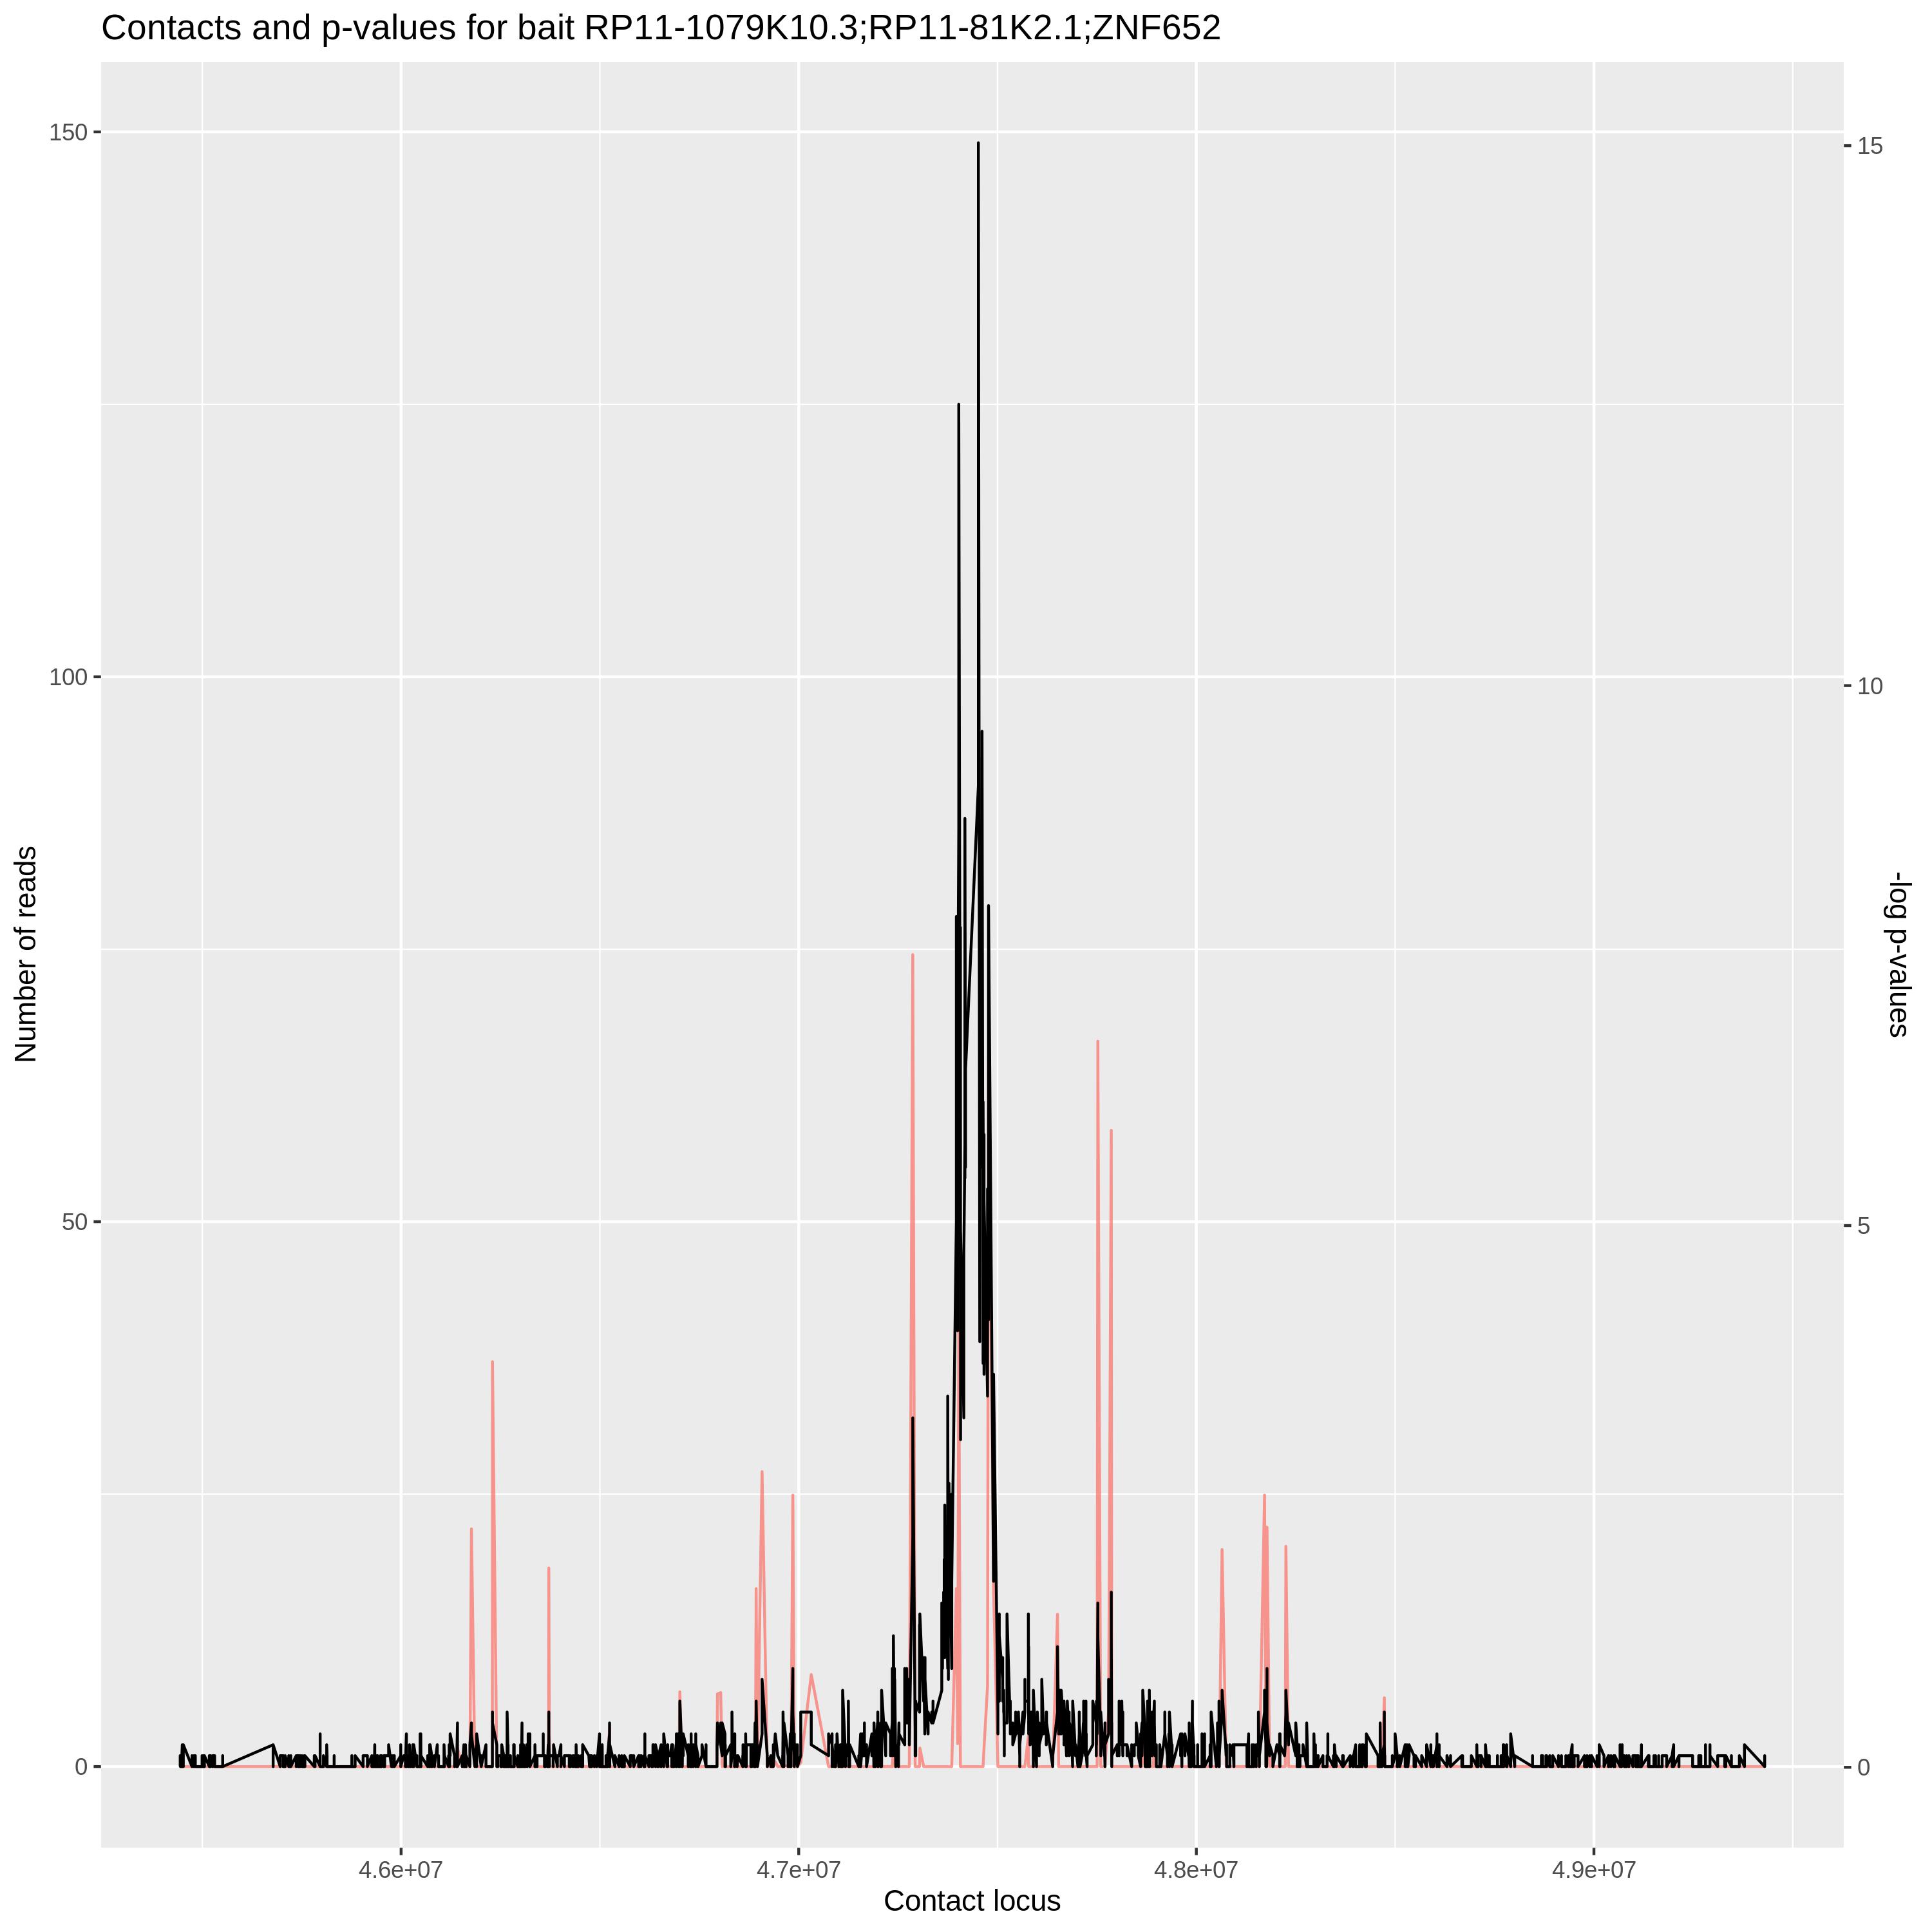 Contacts and p-values for bait RP11-1079K10.3;RP11-81K2.1;ZNF652
150
100
50
0
Number of reads
15
10
5
0
-log p-values
4.6e+07
4.7e+07
4.8e+07
4.9e+07
Contact locus